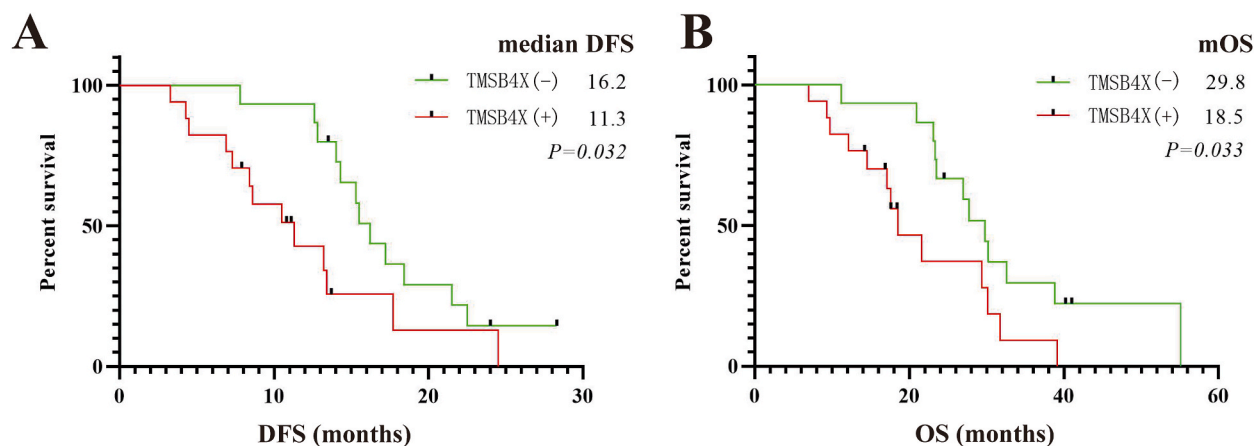 A
median DFS
TMSB4X(-) 16.2
TMSB4X(+) 11.3
P=0.032
Percent survival
100
50
0
0 10 20 30
DFS (months)
B
mOS
TMSB4X(-) 29.8
TMSB4X(+) 18.5
P=0.033
Percent survival
100
50
0
0 20 40 60
OS (months)